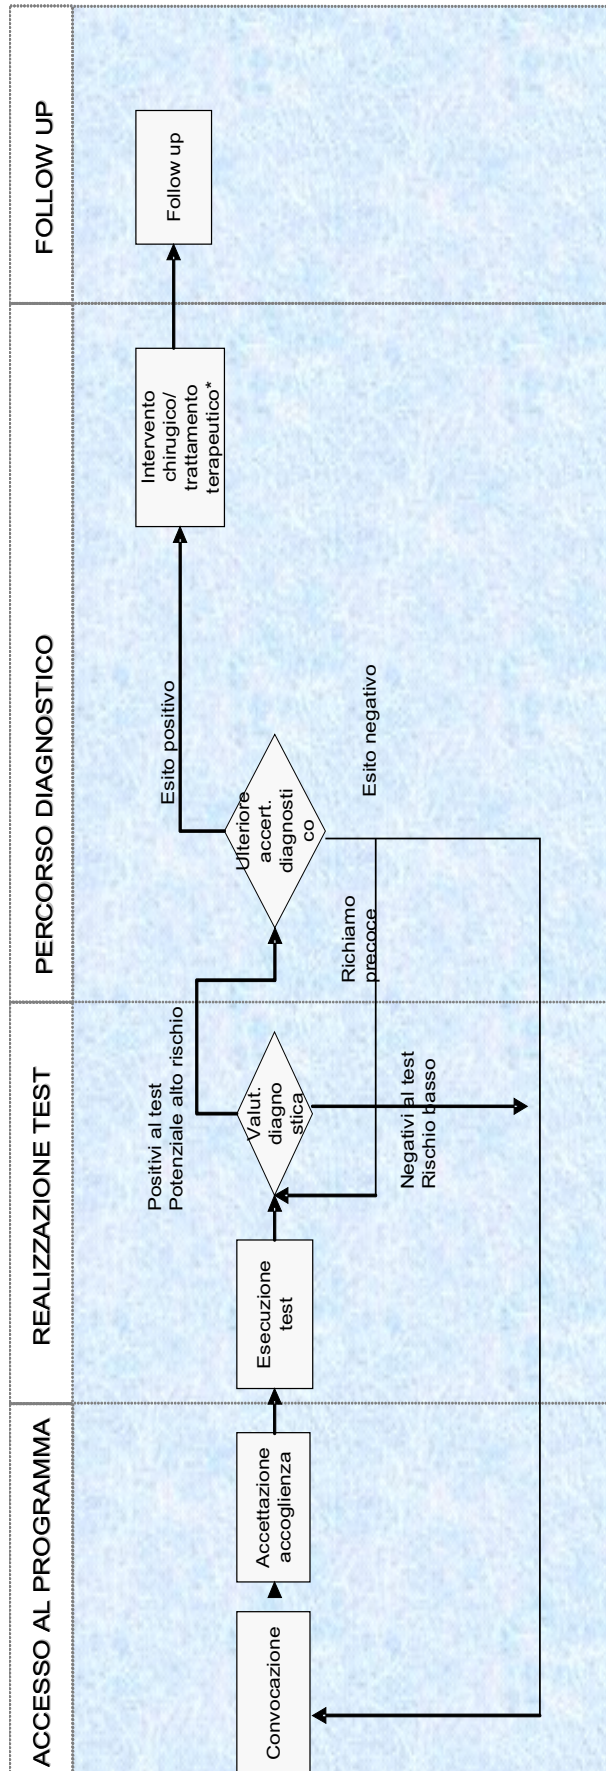 ACCESSO AL PROGRAMMA
REALIZZAZIONE TEST
PERCORSO DIAGNOSTICO
FOLLOW UP
Convocazione
Accettazione
accoglienza
Esecuzione
test
Valut.
diagno
stica
Positivi al test
Potenziale alto rischio
Negativi al test
Rischio basso
Richiamo
precoce
Ulteriore
accert.
diagnosti
co
Esito positivo
Esito negativo
Intervento
chirugico/
trattamento
terapeutico*
Follow up